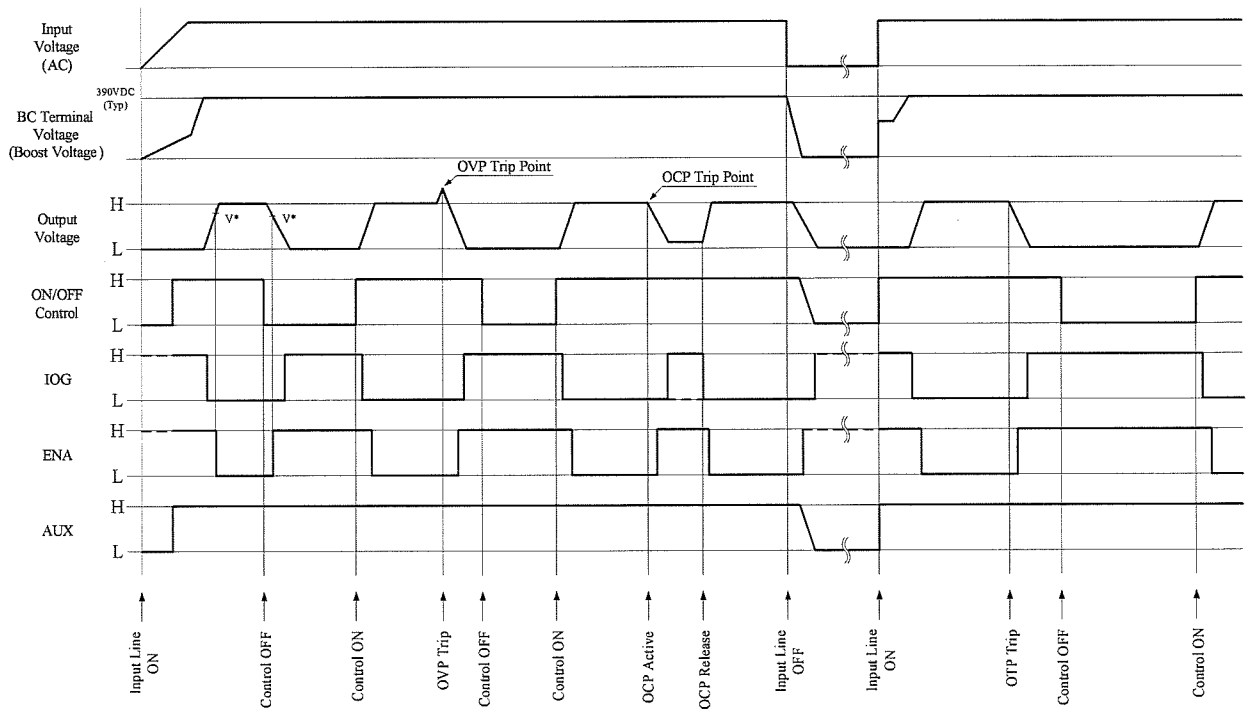 Input
Voltage
(AC)
390VDC
(Typ)
BC Terminal
Voltage
(Boost Voltage)
OVP Trip Point
OCP Trip Point
H
V*
V*
Output
Voltage
L
H
ON/OFF
Control
L
H
IOG
L
H
ENA
L
H
AUX
L
Input Line
ON
Control OFF
Control ON
OVP Trip
Control OFF
Control ON
OCP Active
OCP Release
Input Line
OFF
Input Line
ON
OTP Trip
Control OFF
Control ON